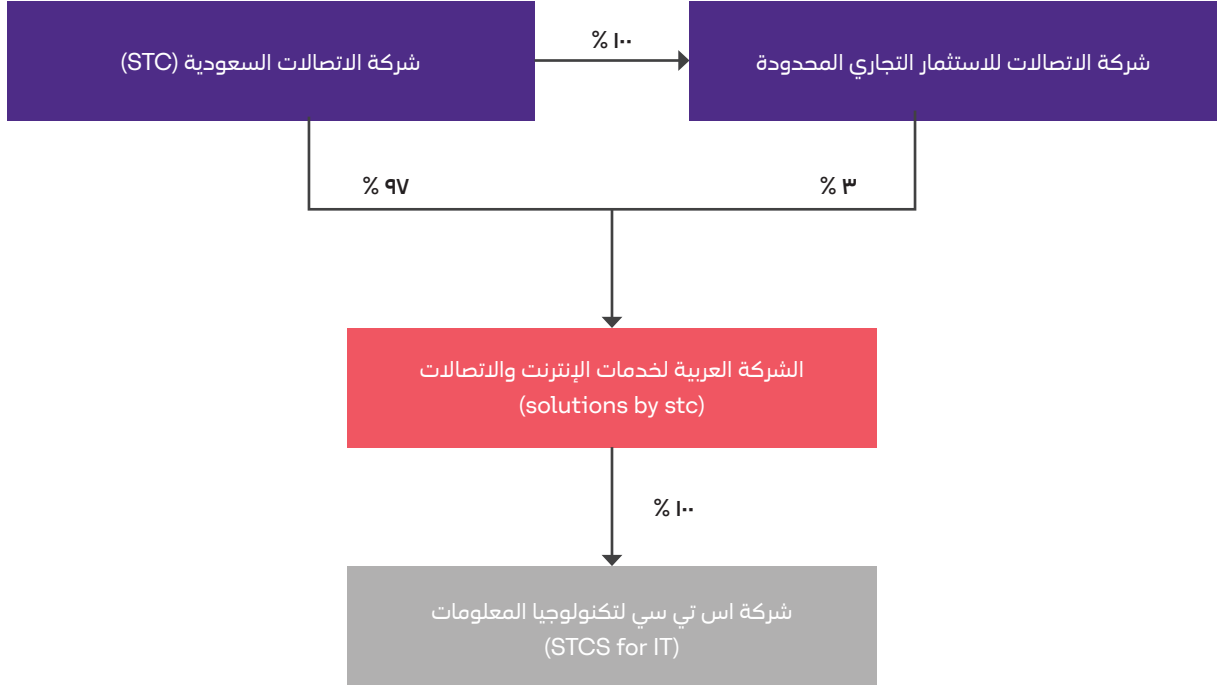 شركة الاتصالات للاستثمار التجاري المحدودة
١٠٠ %
شركة الاتصالات السعودية (STC)
٣ %
٩٧ %
الشركة العربية لخدمات الإنترنت والاتصالات
(solutions by stc)
١٠٠ %
شركة اس تي سي لتكنولوجيا المعلومات
(STCS for IT)